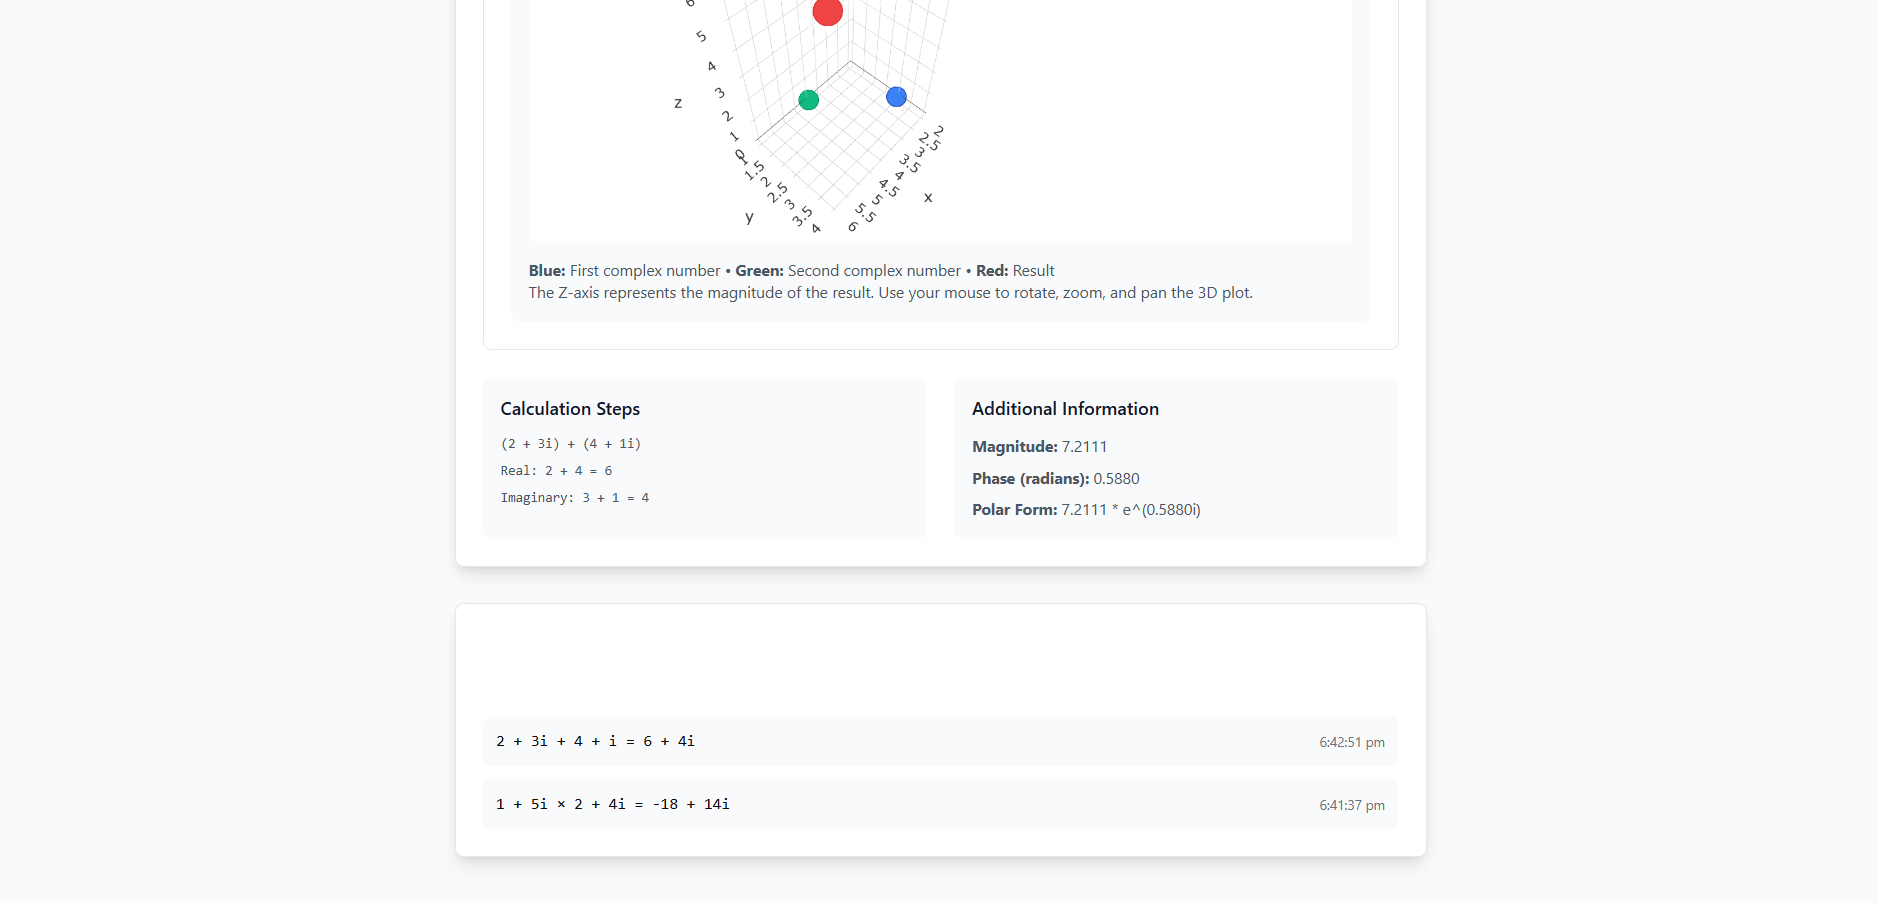 6
5
4
3
2
1
0
z
1
1.5
2
2.5
3
3.5
4
y
2
2.5
3
3.5
4
4.5
5
5.5
6
x
Blue: First complex number • Green: Second complex number • Red: Result
The Z-axis represents the magnitude of the result. Use your mouse to rotate, zoom, and pan the 3D plot.
Calculation Steps
(2 + 3i) + (4 + 1i)
Real: 2 + 4 = 6
Imaginary: 3 + 1 = 4
Additional Information
Magnitude: 7.2111
Phase (radians): 0.5880
Polar Form: 7.2111 * e^(0.5880i)
2 + 3i + 4 + i = 6 + 4i
6:42:51 pm
1 + 5i × 2 + 4i = -18 + 14i
6:41:37 pm